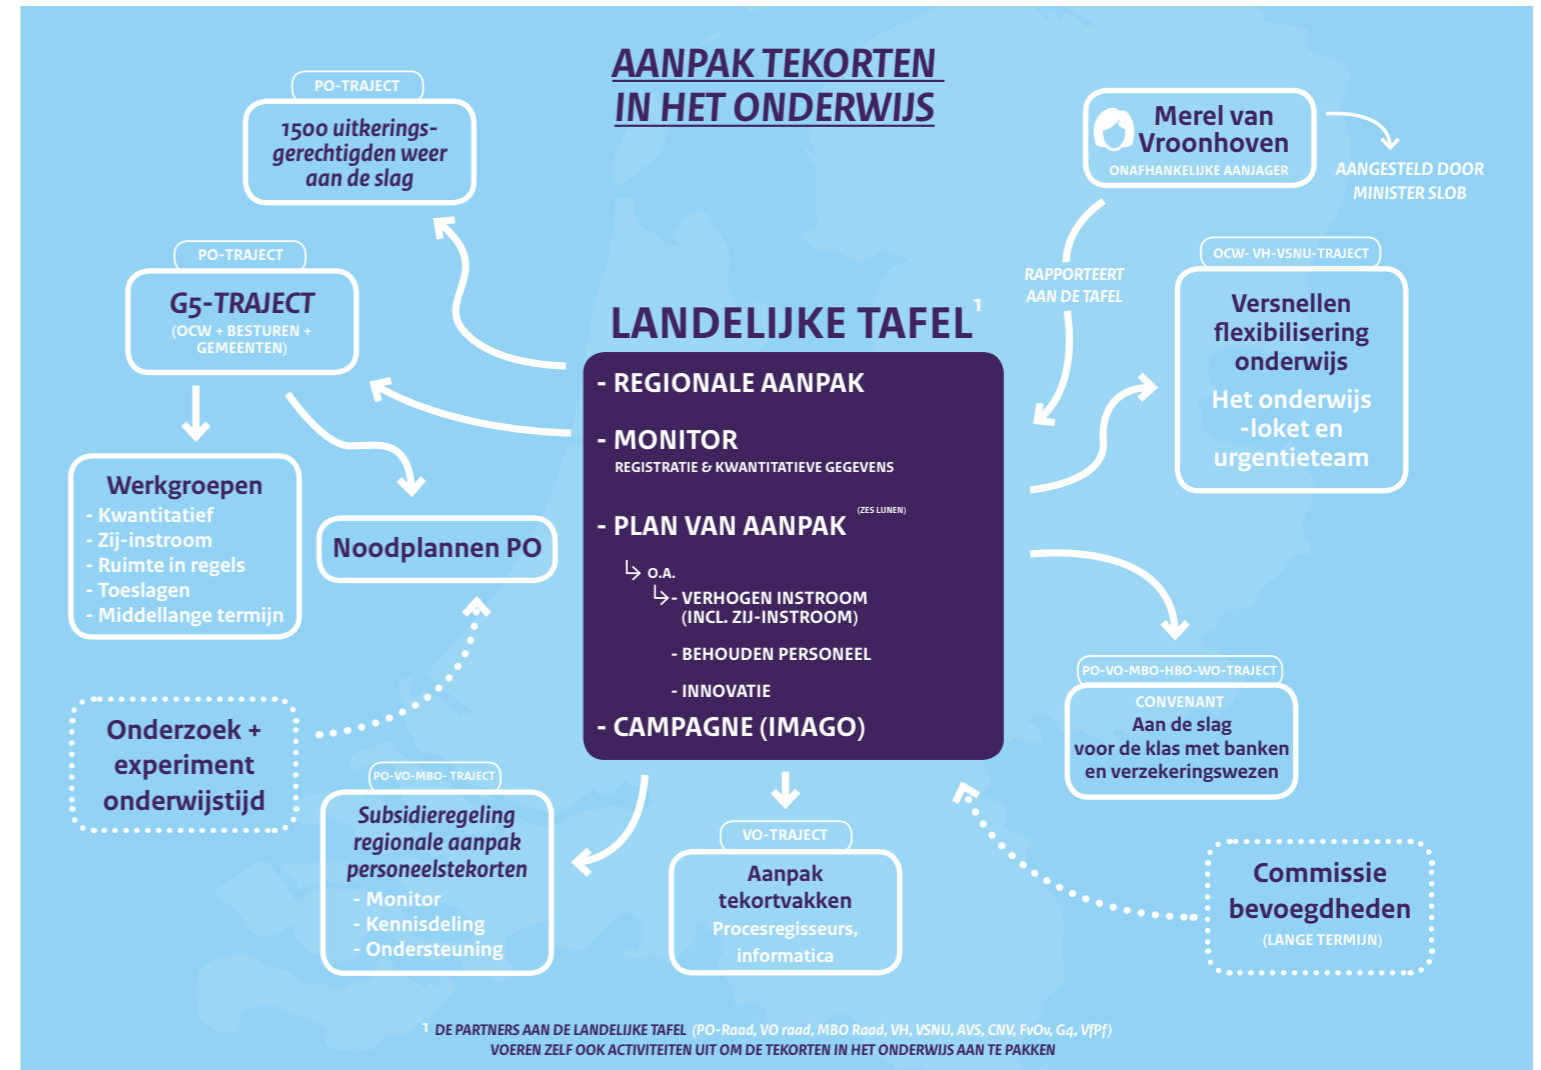 AANPAK TEKORTEN
IN HET ONDERWIJS
PO-TRAJECT
1500 uitkerings-
gerechtigden weer
aan de slag
PO-TRAJECT
G5-TRAJECT
(OCW + BESTUREN +
GEMEENTEN)
Werkgroepen
- Kwantitatief
- Zij-instroom
- Ruimte in regels
- Toeslagen
- Middellange termijn
Noodplannen PO
Onderzoek +
experiment
onderwijstijd
PO-VO-MBO- TRAJECT
Subsidieregeling
regionale aanpak
personeelstekorten
- Monitor
- Kennisdeling
- Ondersteuning
LANDELIJKE TAFEL1
- REGIONALE AANPAK
- MONITOR
REGISTRATIE & KWANTITATIEVE GEGEVENS
- PLAN VAN AANPAK (ZES LIJNEN)
O.A.
- VERHOGEN INSTROOM
(INCL. ZIJ-INSTROOM)
- BEHOUDEN PERSONEEL
- INNOVATIE
- CAMPAGNE (IMAGO)
VO-TRAJECT
Aanpak
tekortvakken
Procesregisseurs,
informatica
Merel van
Vroonhoven
ONAFHANKELIJKE AANJAGER
AANGESTELD DOOR
MINISTER SLOB
RAPPORTEERT
AAN DE TAFEL
OCW- VH-VSNU-TRAJECT
Versnellen
flexibilisering
onderwijs
Het onderwijs
-loket en
urgentieteam
PO-VO-MBO-HBO-WO-TRAJECT
CONVENANT
Aan de slag
voor de klas met banken
en verzekeringswezen
Commissie
bevoegdheden
(LANGE TERMIJN)
1 DE PARTNERS AAN DE LANDELIJKE TAFEL (PO-Raad, VO raad, MBO Raad, VH, VSNU, AVS, CNV, FvOv, G4, VfPf)
VOEREN ZELF OOK ACTIVITEITEN UIT OM DE TEKORTEN IN HET ONDERWIJS AAN TE PAKKEN